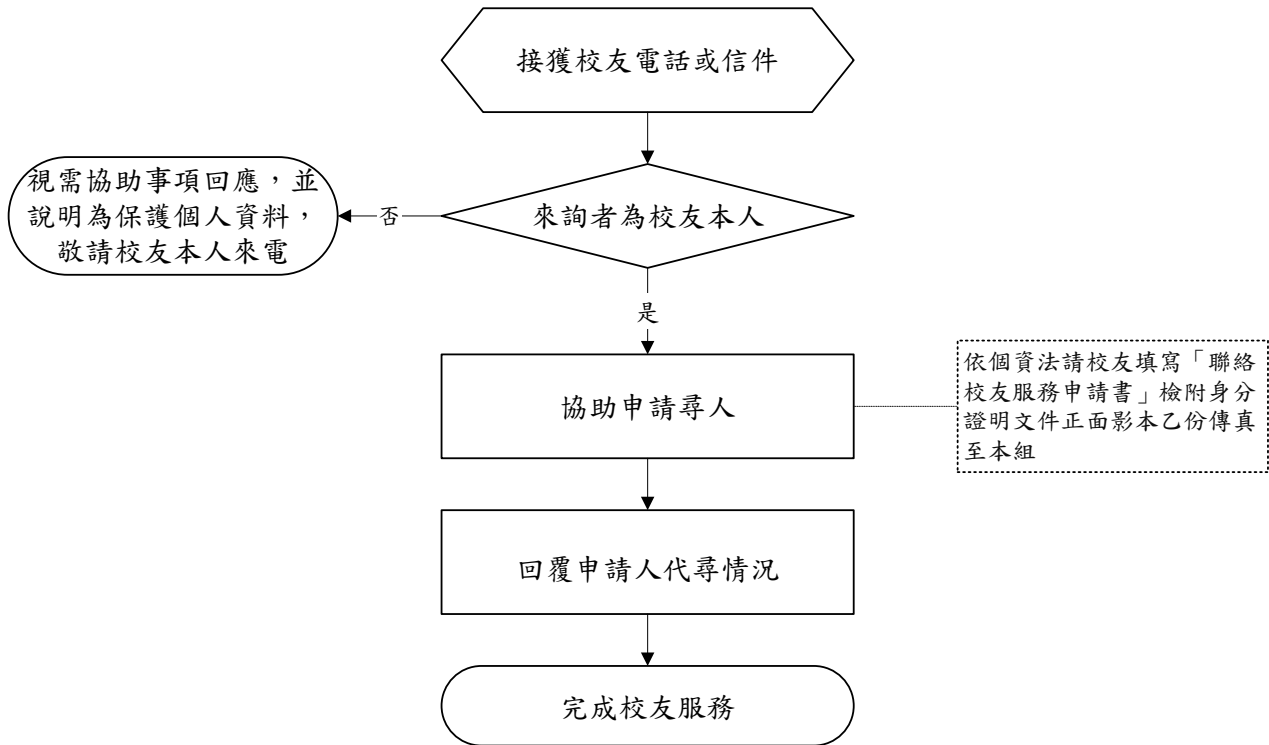 接獲校友電話或信件
視需協助事項回應，並
說明為保護個人資料，
敬請校友本人來電
否
來詢者為校友本人
是
協助申請尋人
依個資法請校友填寫「聯絡
校友服務申請書」檢附身分
證明文件正面影本乙份傳真
至本組
回覆申請人代尋情況
完成校友服務